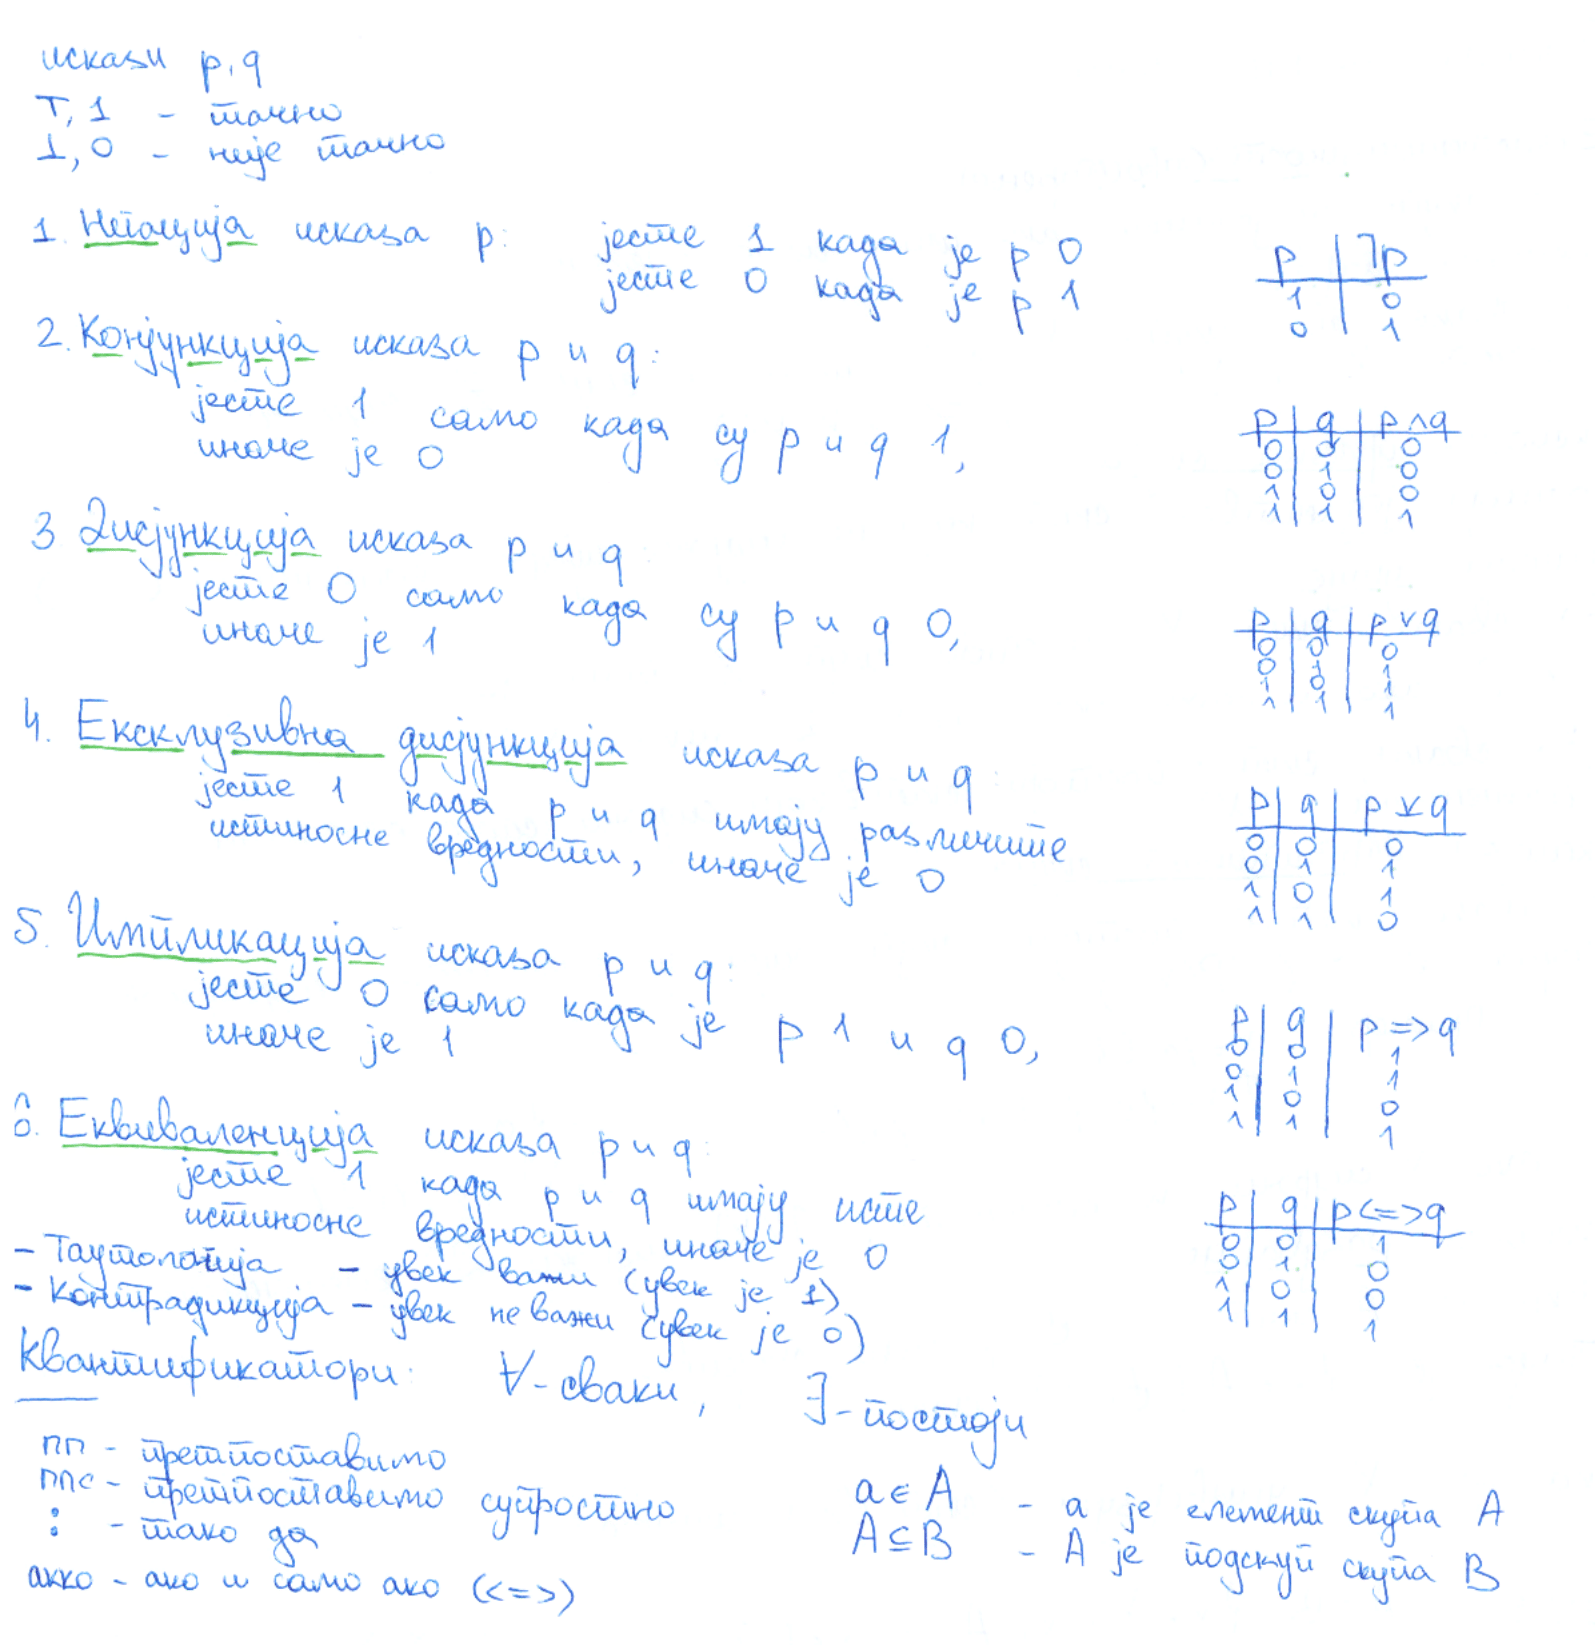 искази p, q
T, 1 - тачно
⊥, 0 - није тачно
1. Негација исказа p: јесте 1 када је p 0
јесте 0 када је p 1
p | ¬p
1 | 0
0 | 1
2. Конјункција исказа p и q:
јесте 1 само када су p и q 1,
иначе је 0
p | q | p ∧ q
0 | 0 | 0
0 | 1 | 0
1 | 0 | 0
1 | 1 | 1
3 Дисјункција исказа p и q
јесте 0 само када су p и q 0,
иначе је 1
p | q | p ∨ q
0 | 0 | 0
0 | 1 | 1
1 | 0 | 1
1 | 1 | 1
4. Ексклузивна дисјункција исказа p и q:
јесте 1 када p и q имају различите
истиносне вредности, иначе је 0
p | q | p ⊻ q
0 | 0 | 0
0 | 1 | 1
1 | 0 | 1
1 | 1 | 0
5. Импликација исказа p и q:
јесте 0 само када је p 1 и q 0,
иначе је 1
p | q | p => q
0 | 0 | 1
0 | 1 | 1
1 | 0 | 0
1 | 1 | 1
6. Еквиваленција исказа p и q:
јесте 1 када p и q имају исте
истиносне вредности, иначе је 0
p | q | p <=> q
0 | 0 | 1
0 | 1 | 0
1 | 0 | 0
1 | 1 | 1
- Таутологија - увек важи (увек је 1)
- Контрадикција - увек не важи (увек је 0)
Квантификатори: ∀ - сваки, ∃ - постоји
пп - претпоставимо
ппс - претпоставимо супростно
: - тако да
акко - ако и само ако (<=>)
a ∈ A - a је елемент скупа A
A ⊆ B - A је подскуп скупа B